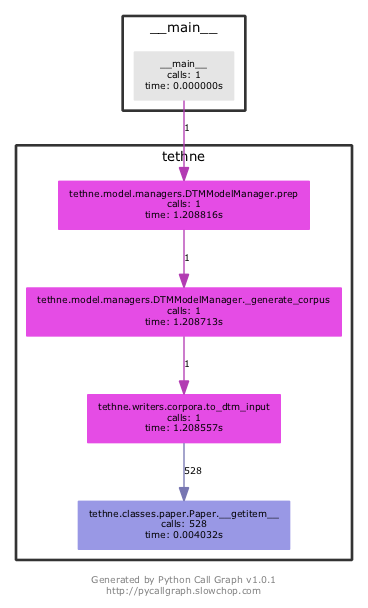 __main__
__main__
calls: 1
time: 0.000000s
1
tethne
tethne.model.managers.DTMModelManager.prep
calls: 1
time: 1.208816s
1
tethne.model.managers.DTMModelManager._generate_corpus
calls: 1
time: 1.208713s
1
tethne.writers.corpora.to_dtm_input
calls: 1
time: 1.208557s
528
tethne.classes.paper.Paper.__getitem__
calls: 528
time: 0.004032s
Generated by Python Call Graph v1.0.1
http://pycallgraph.slowchop.com